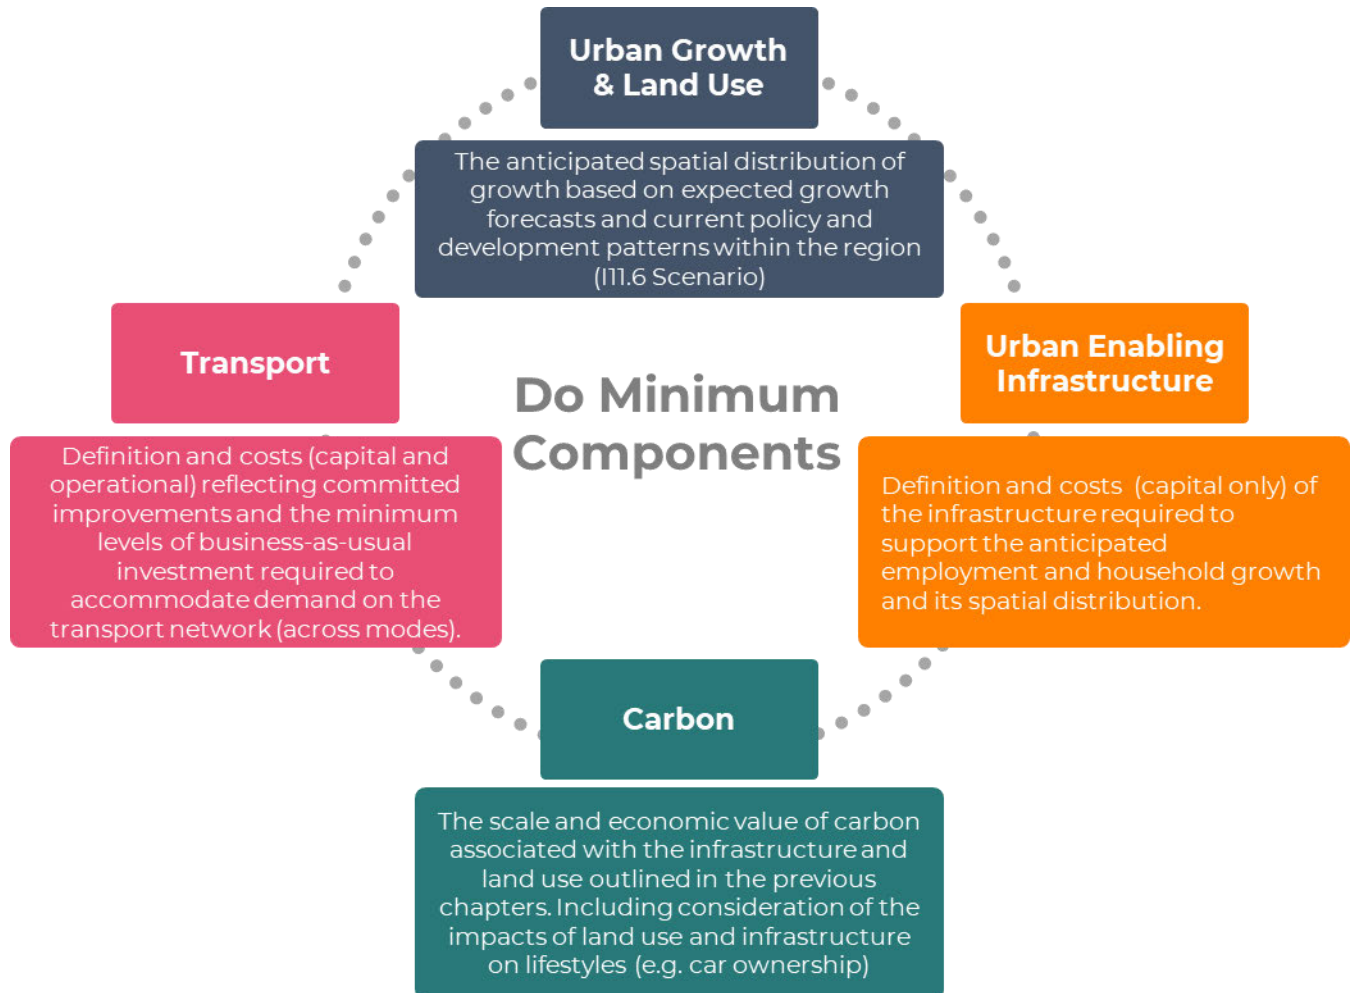 Urban Growth
& Land Use
The anticipated spatial distribution of
growth based on expected growth
forecasts and current policy and
development patterns within the region
(I11.6 Scenario)
Transport
Definition and costs (capital and
operational) reflecting committed
improvements and the minimum
levels of business-as-usual
investment required to
accommodate demand on the
transport network (across modes).
Do Minimum
Components
Urban Enabling
Infrastructure
Definition and costs (capital only) of
the infrastructure required to
support the anticipated
employment and household growth
and its spatial distribution.
Carbon
The scale and economic value of carbon
associated with the infrastructure and
land use outlined in the previous
chapters. Including consideration of the
impacts of land use and infrastructure
on lifestyles (e.g. car ownership)